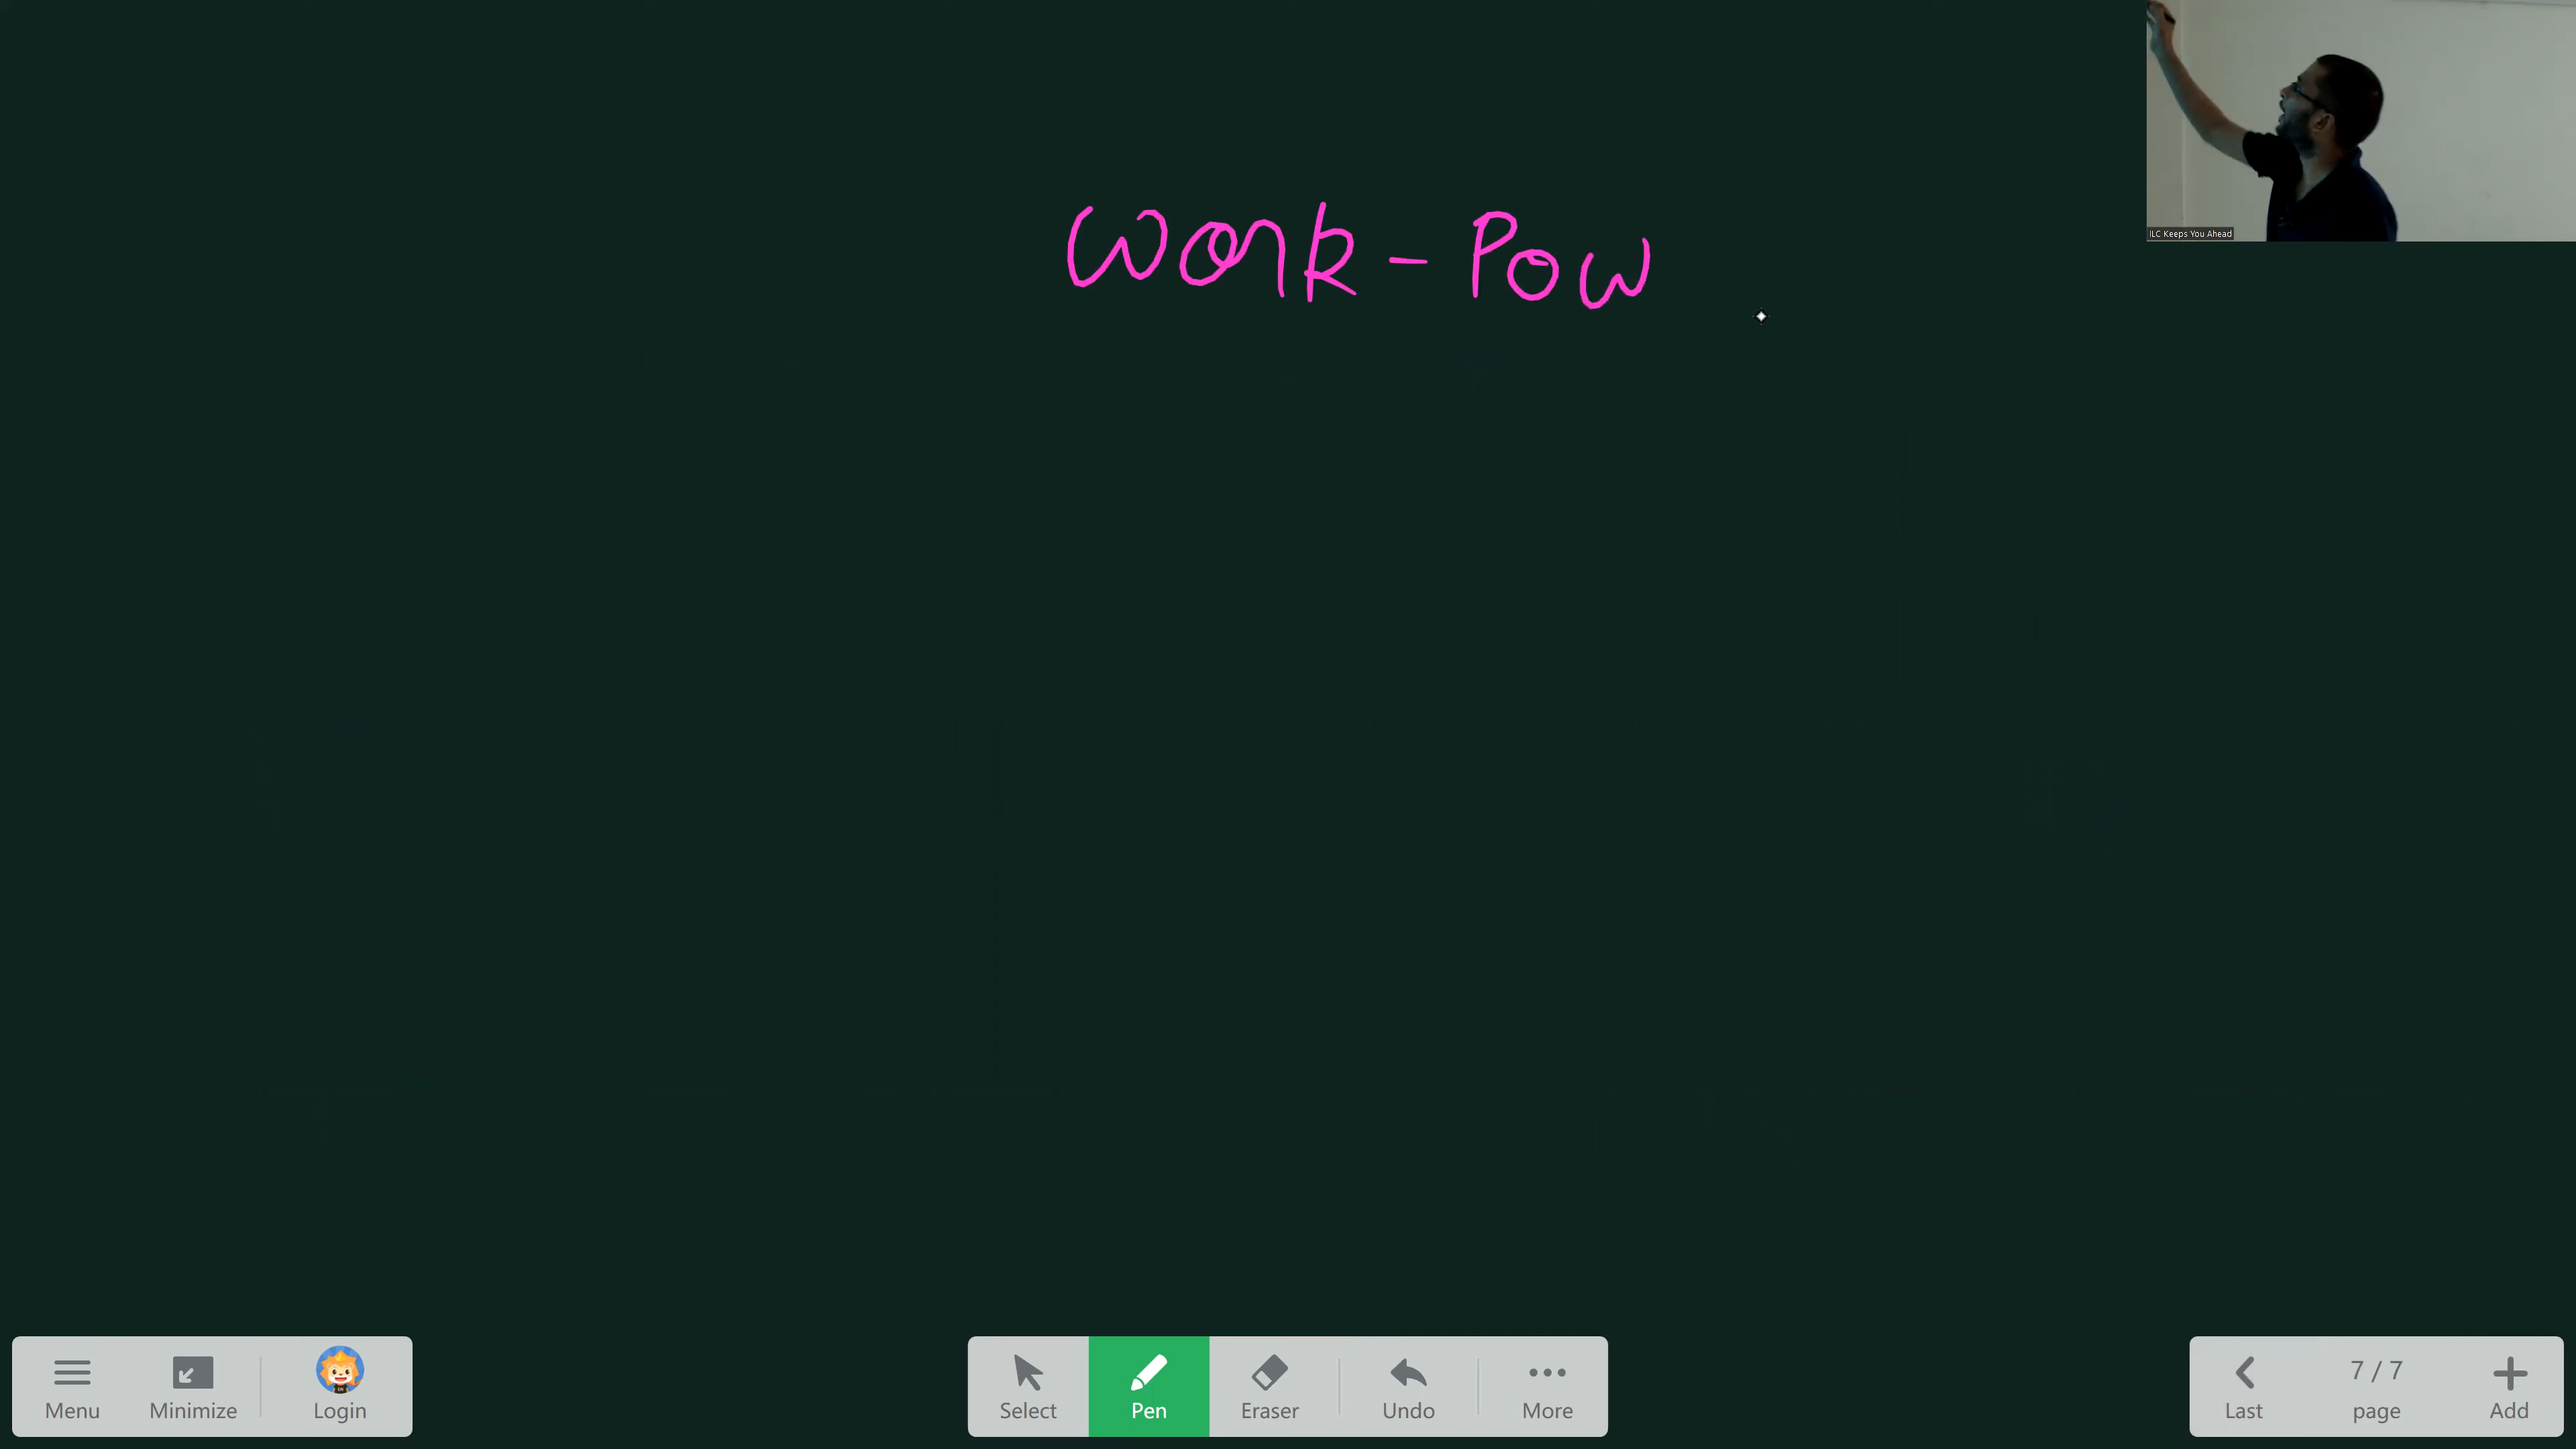 Work - Pow
ILC Keeps You Ahead
Menu
Minimize
Login
Select
Pen
Eraser
Undo
More
Last
7 / 7
page
Add